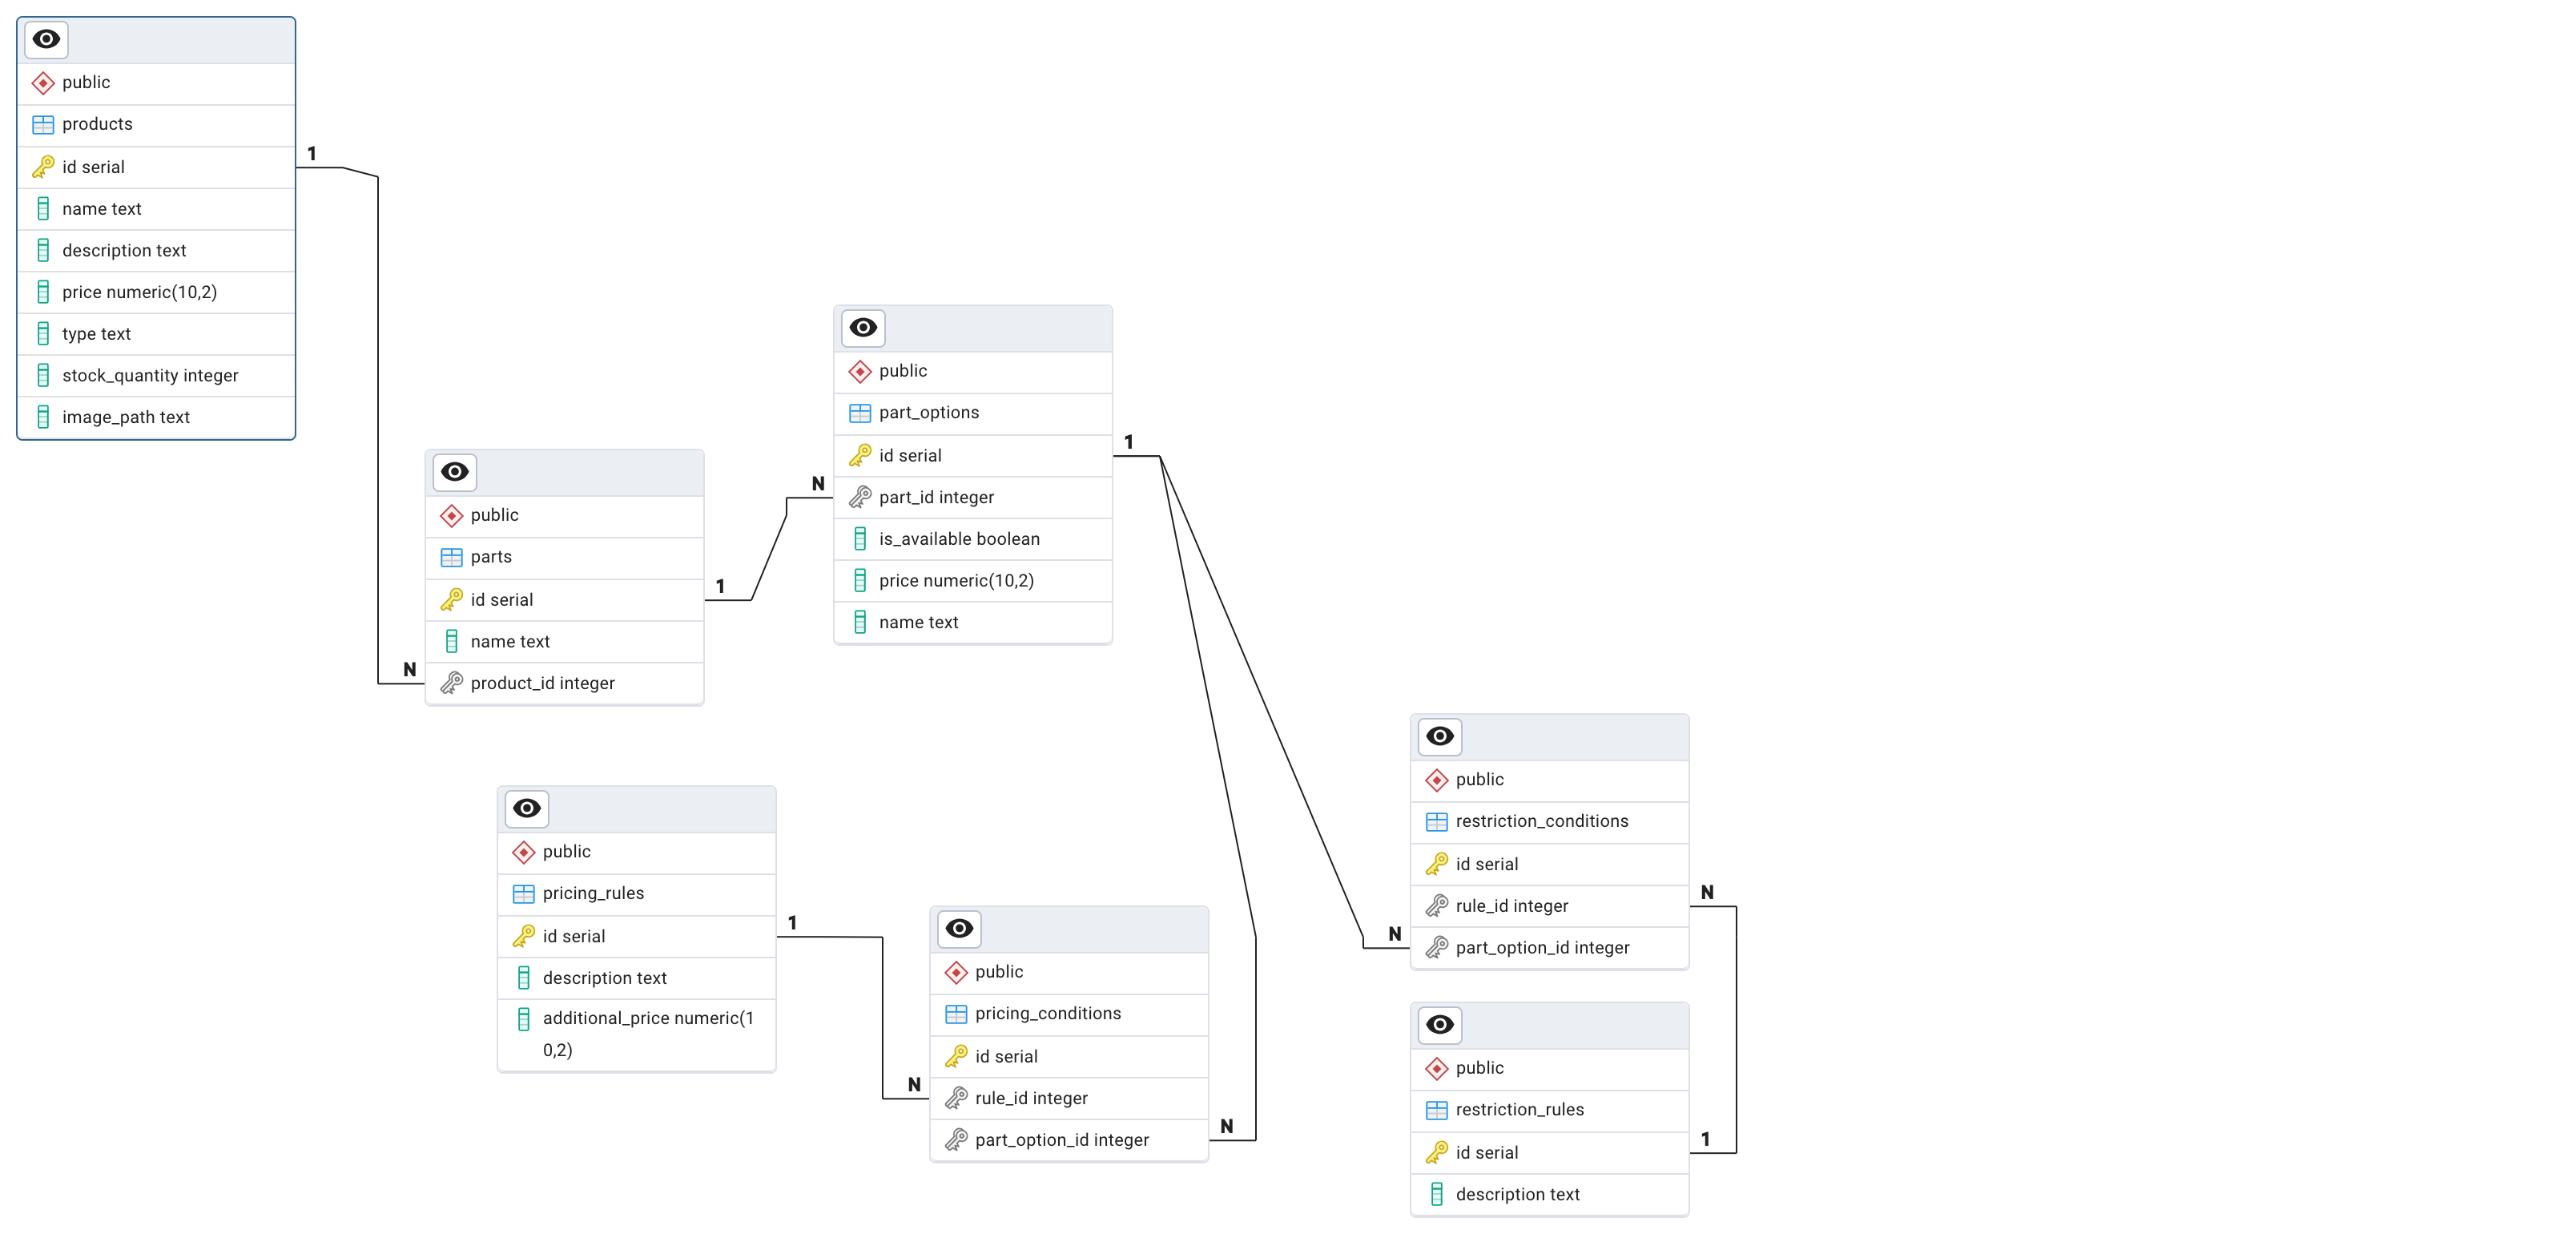 public
products
id serial
name text
description text
price numeric(10,2)
type text
stock_quantity integer
image_path text
1
N
public
parts
id serial
name text
product_id integer
1
N
public
part_options
id serial
part_id integer
is_available boolean
price numeric(10,2)
name text
1
public
pricing_rules
id serial
description text
additional_price numeric(1
0,2)
1
N
public
pricing_conditions
id serial
rule_id integer
part_option_id integer
N
N
public
restriction_conditions
id serial
rule_id integer
part_option_id integer
N
public
restriction_rules
id serial
description text
1